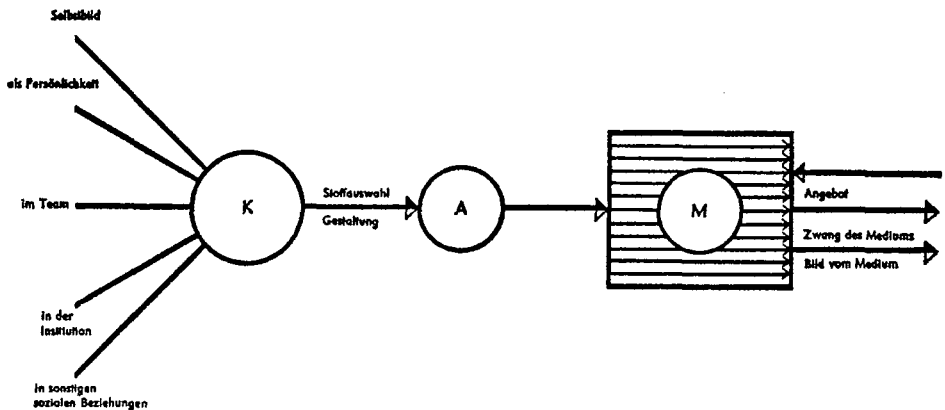 Selbstbild
als Persönlichkeit
im Team
in der
Institution
in sonstigen
sozialen Beziehungen
K
Stoffauswahl
Gestaltung
A
M
Angebot
Zwang des Mediums
Bild vom Medium